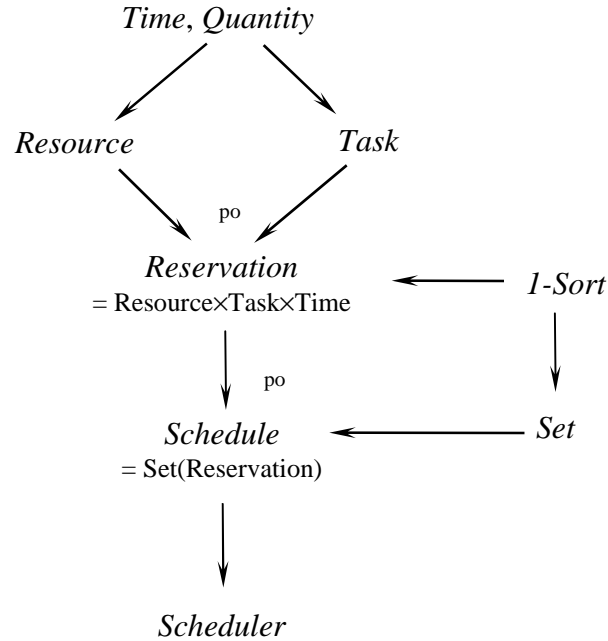 Time, Quantity
Resource
Task
po
Reservation
= Resource×Task×Time
1-Sort
po
Schedule
= Set(Reservation)
Set
Scheduler